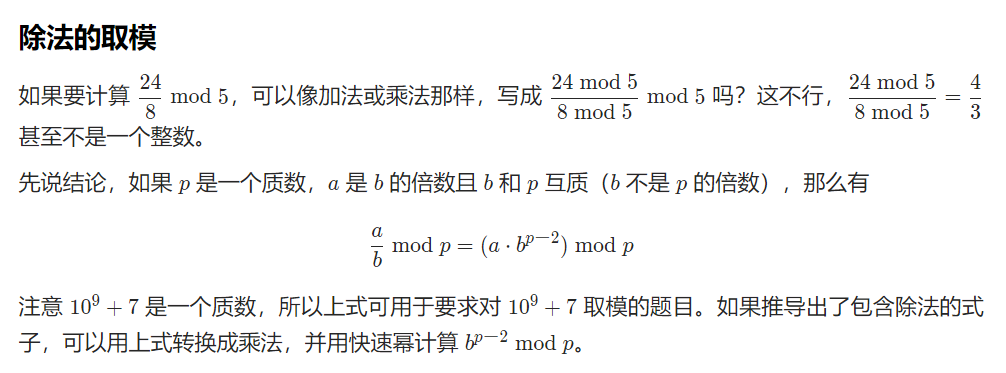 除法的取模
如果要计算 $\dfrac{24}{8} \bmod 5$，可以像加法或乘法那样，写成 $\dfrac{24 \bmod 5}{8 \bmod 5} \bmod 5$ 吗？这不行，$\dfrac{24 \bmod 5}{8 \bmod 5} = \dfrac{4}{3}$
甚至不是一个整数。
先说结论，如果 $p$ 是一个质数，$a$ 是 $b$ 的倍数且 $b$ 和 $p$ 互质（$b$ 不是 $p$ 的倍数），那么有
$\dfrac{a}{b} \bmod p = (a \cdot b^{p-2}) \bmod p$
注意 $10^9 + 7$ 是一个质数，所以上式可用于要求对 $10^9 + 7$ 取模的题目。如果推导出了包含除法的式
子，可以用上式转换成乘法，并用快速幂计算 $b^{p-2} \bmod p$。